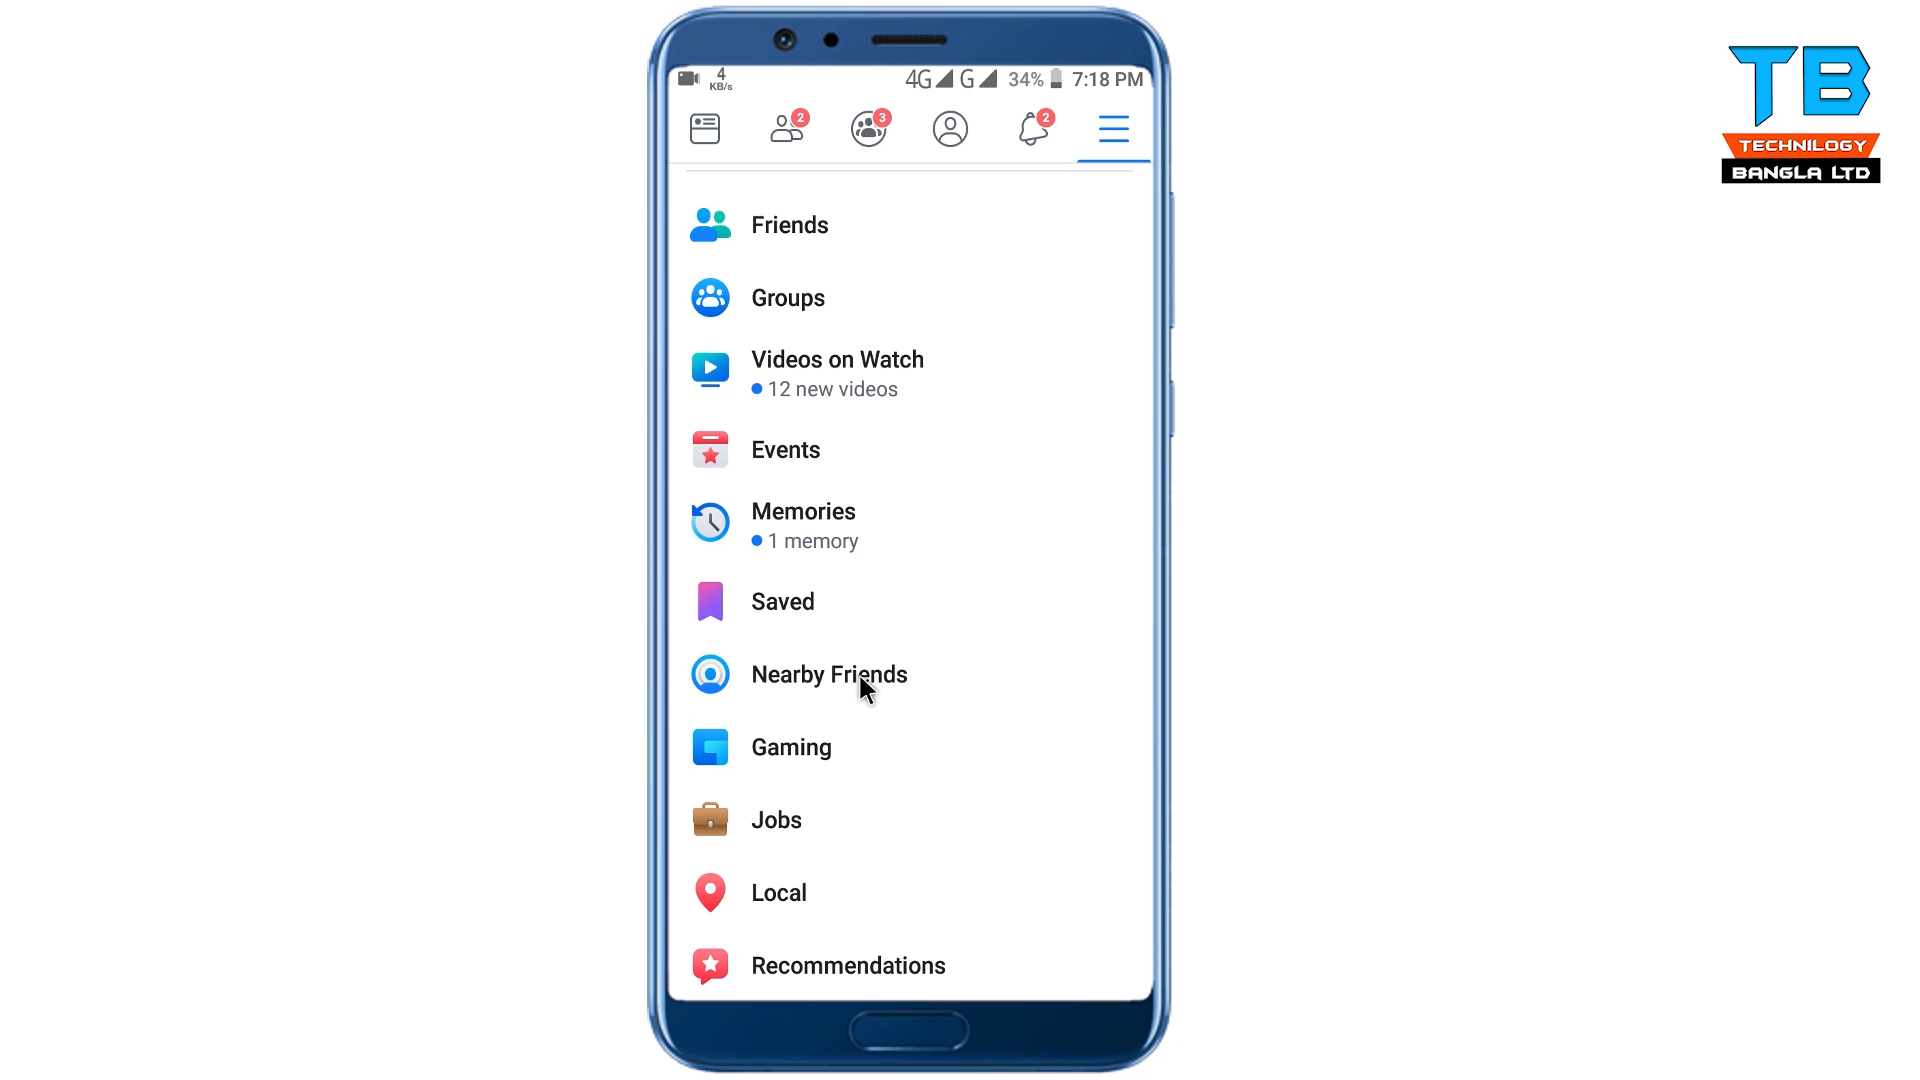 4 KB/s 4G G 34% 7:18 PM
2 3 2
Friends
Groups
Videos on Watch
12 new videos
Events
Memories
1 memory
Saved
Nearby Friends
Gaming
Jobs
Local
Recommendations
TB
TECHNILOGY
BANGLA LTD